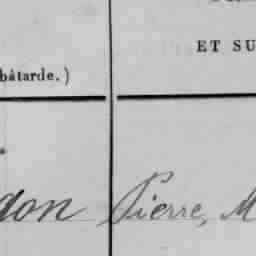 ET SU
bâtarde.)
don Pierre, M